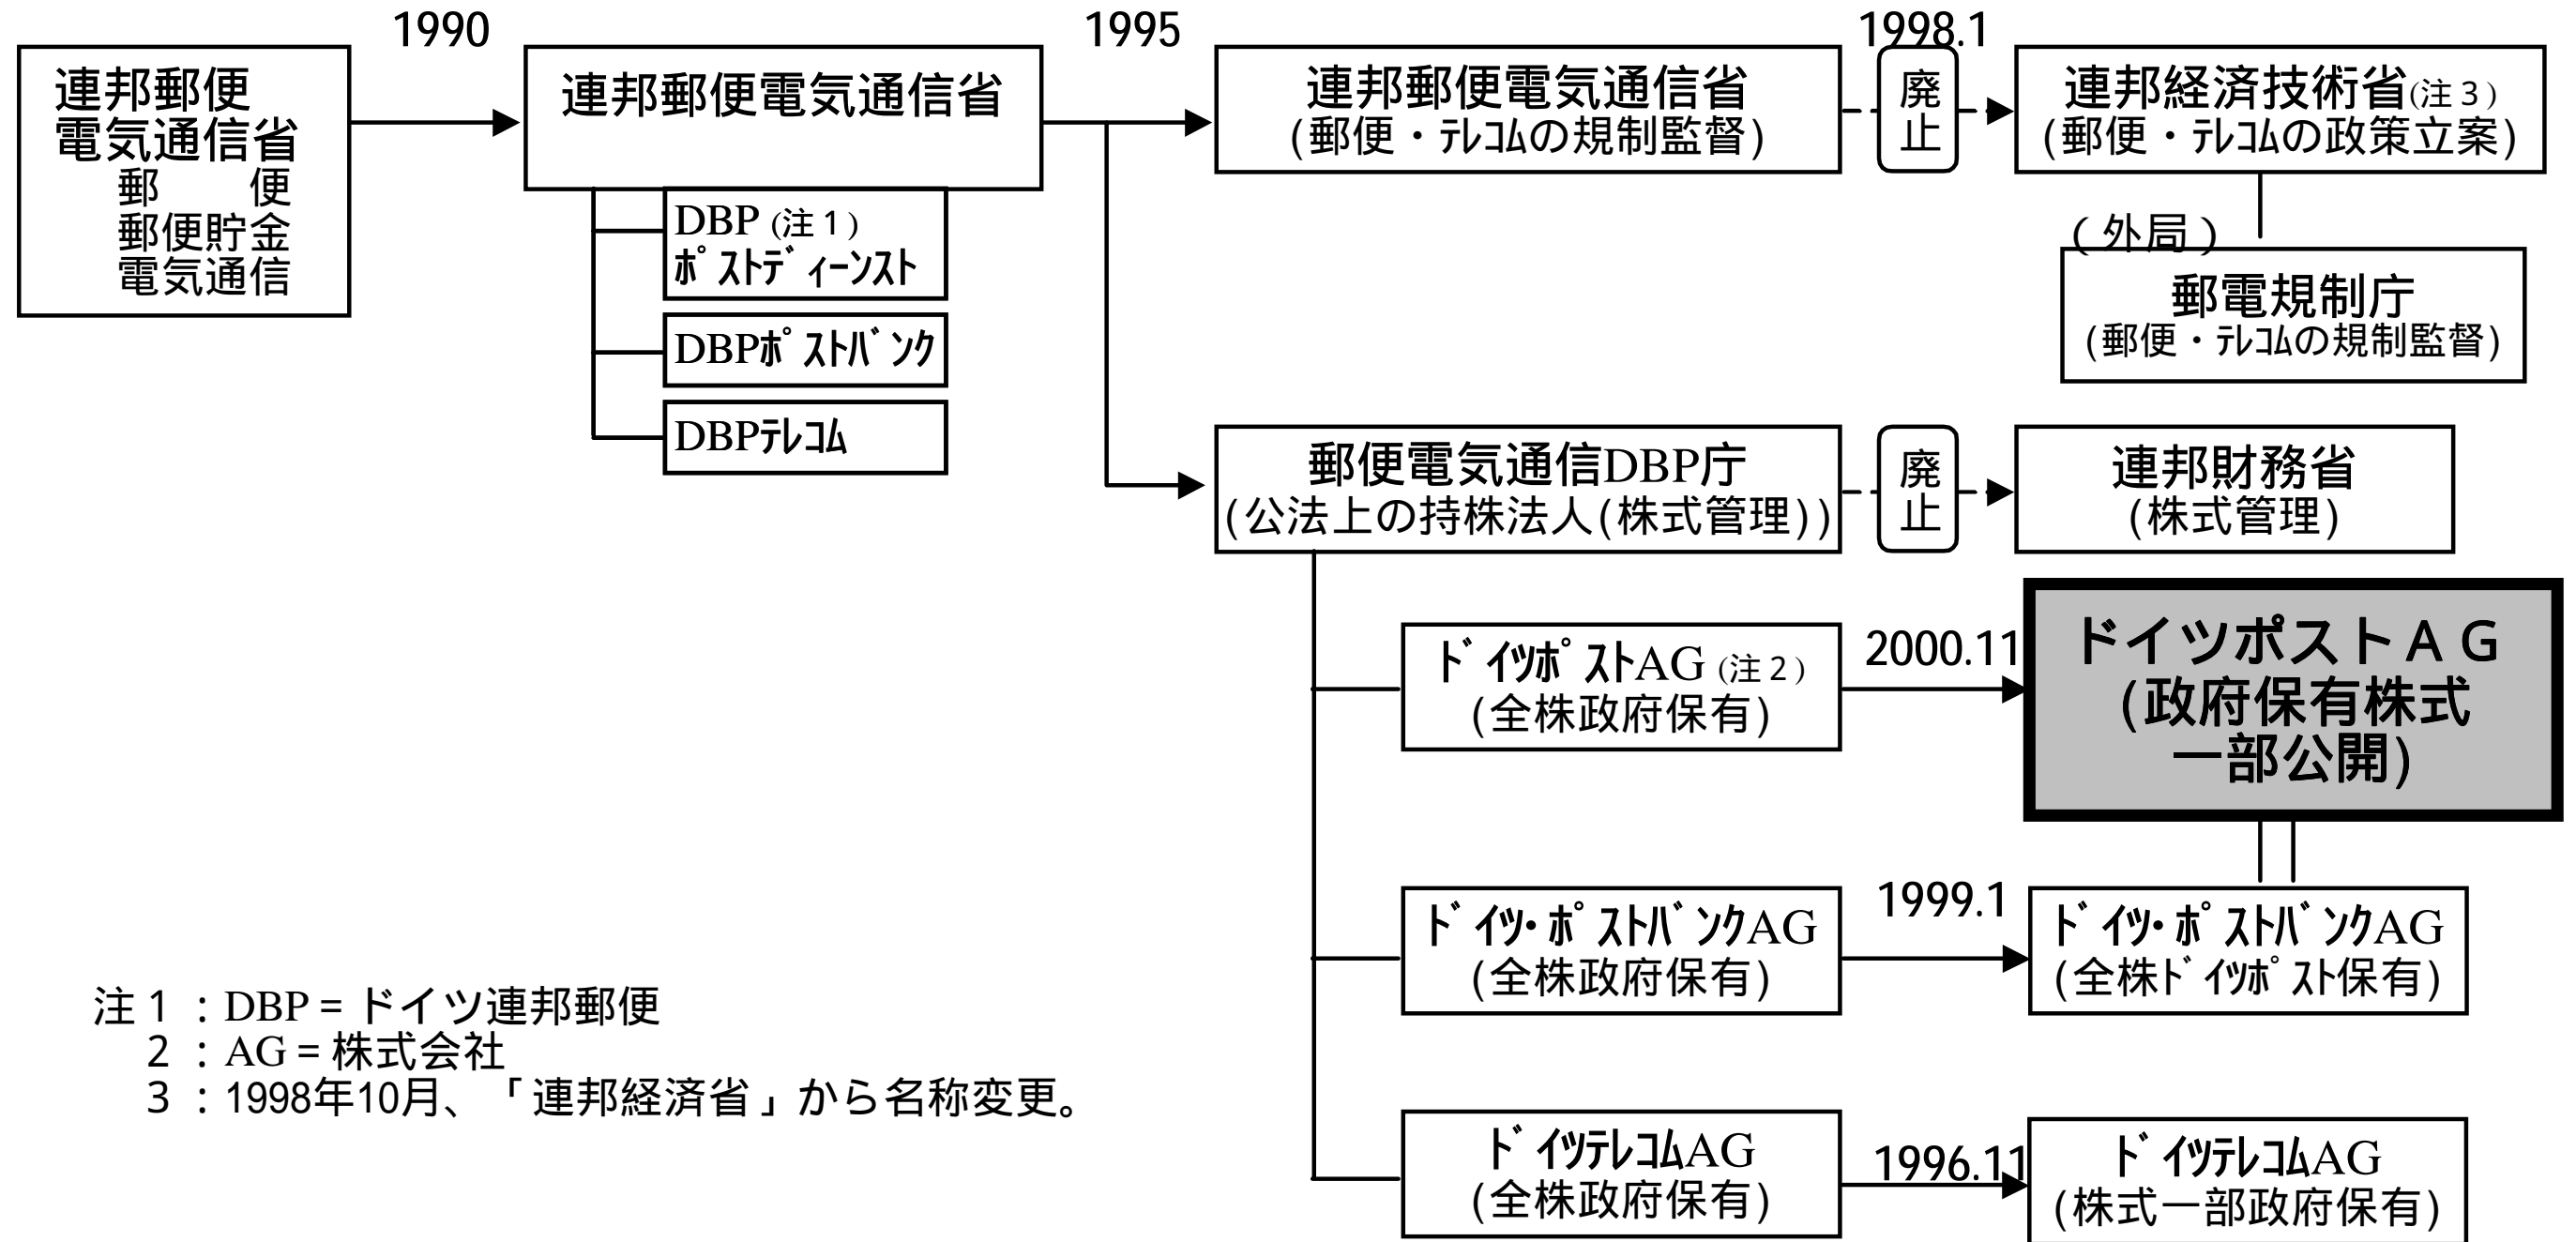 1990
連邦郵便
電気通信省
郵　　便
郵便貯金
電気通信
連邦郵便電気通信省
DBP (注１)
ﾎﾟｽﾄﾃﾞｨｰﾝｽﾄ
DBPﾎﾟｽﾄﾊﾞﾝｸ
DBPﾃﾚｺﾑ
1995
連邦郵便電気通信省
(郵便・ﾃﾚｺﾑの規制監督)
1998.1
廃
止
連邦経済技術省(注３)
(郵便・ﾃﾚｺﾑの政策立案)
(外局)
郵電規制庁
(郵便・ﾃﾚｺﾑの規制監督)
郵便電気通信DBP庁
(公法上の持株法人(株式管理))
廃
止
連邦財務省
(株式管理)
ﾄﾞｲﾂﾎﾟｽﾄAG (注２)
(全株政府保有)
2000.11
ドイツポストＡＧ
(政府保有株式
一部公開)
ﾄﾞｲﾂ･ﾎﾟｽﾄﾊﾞﾝｸAG
(全株政府保有)
1999.1
ﾄﾞｲﾂ･ﾎﾟｽﾄﾊﾞﾝｸAG
(全株ﾄﾞｲﾂﾎﾟｽﾄ保有)
ﾄﾞｲﾂﾃﾚｺﾑAG
(全株政府保有)
1996.11
ﾄﾞｲﾂﾃﾚｺﾑAG
(株式一部政府保有)
注１：DBP = ドイツ連邦郵便
２：AG = 株式会社
３：1998年10月、「連邦経済省」から名称変更。